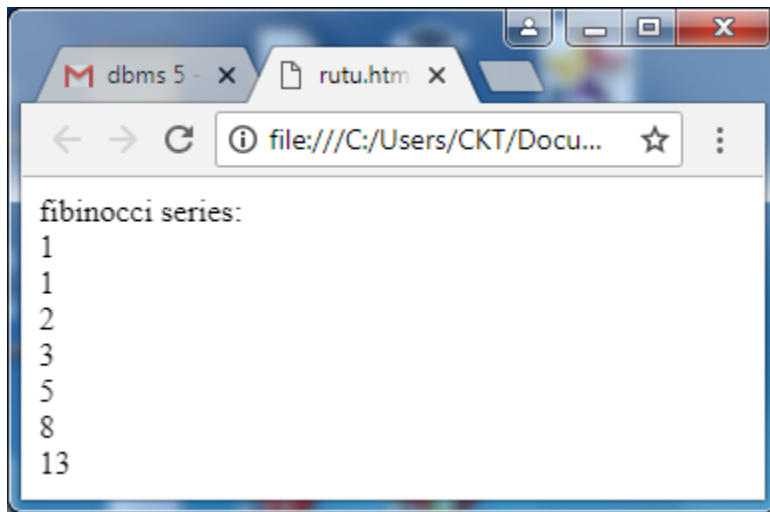 dbms 5 -
rutu.htm
file:///C:/Users/CKT/Docu...
fibinocci series:
1
1
2
3
5
8
13